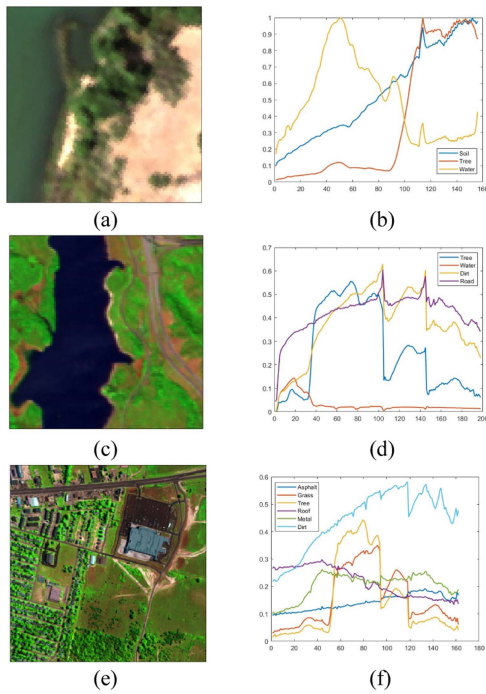 1
0.9
0.8
0.7
0.6
0.5
0.4
0.3
0.2
0.1
0
0 20 40 60 80 100 120 140 160
Soil
Tree
Water
(a) (b)
0.7
0.6
0.5
0.4
0.3
0.2
0.1
0
0 20 40 60 80 100 120 140 160 180 200
Tree
Water
Dirt
Road
(c) (d)
0.6
0.5
0.4
0.3
0.2
0.1
0
0 20 40 60 80 100 120 140 160 180
Asphalt
Grass
Tree
Roof
Metal
Dirt
(e) (f)